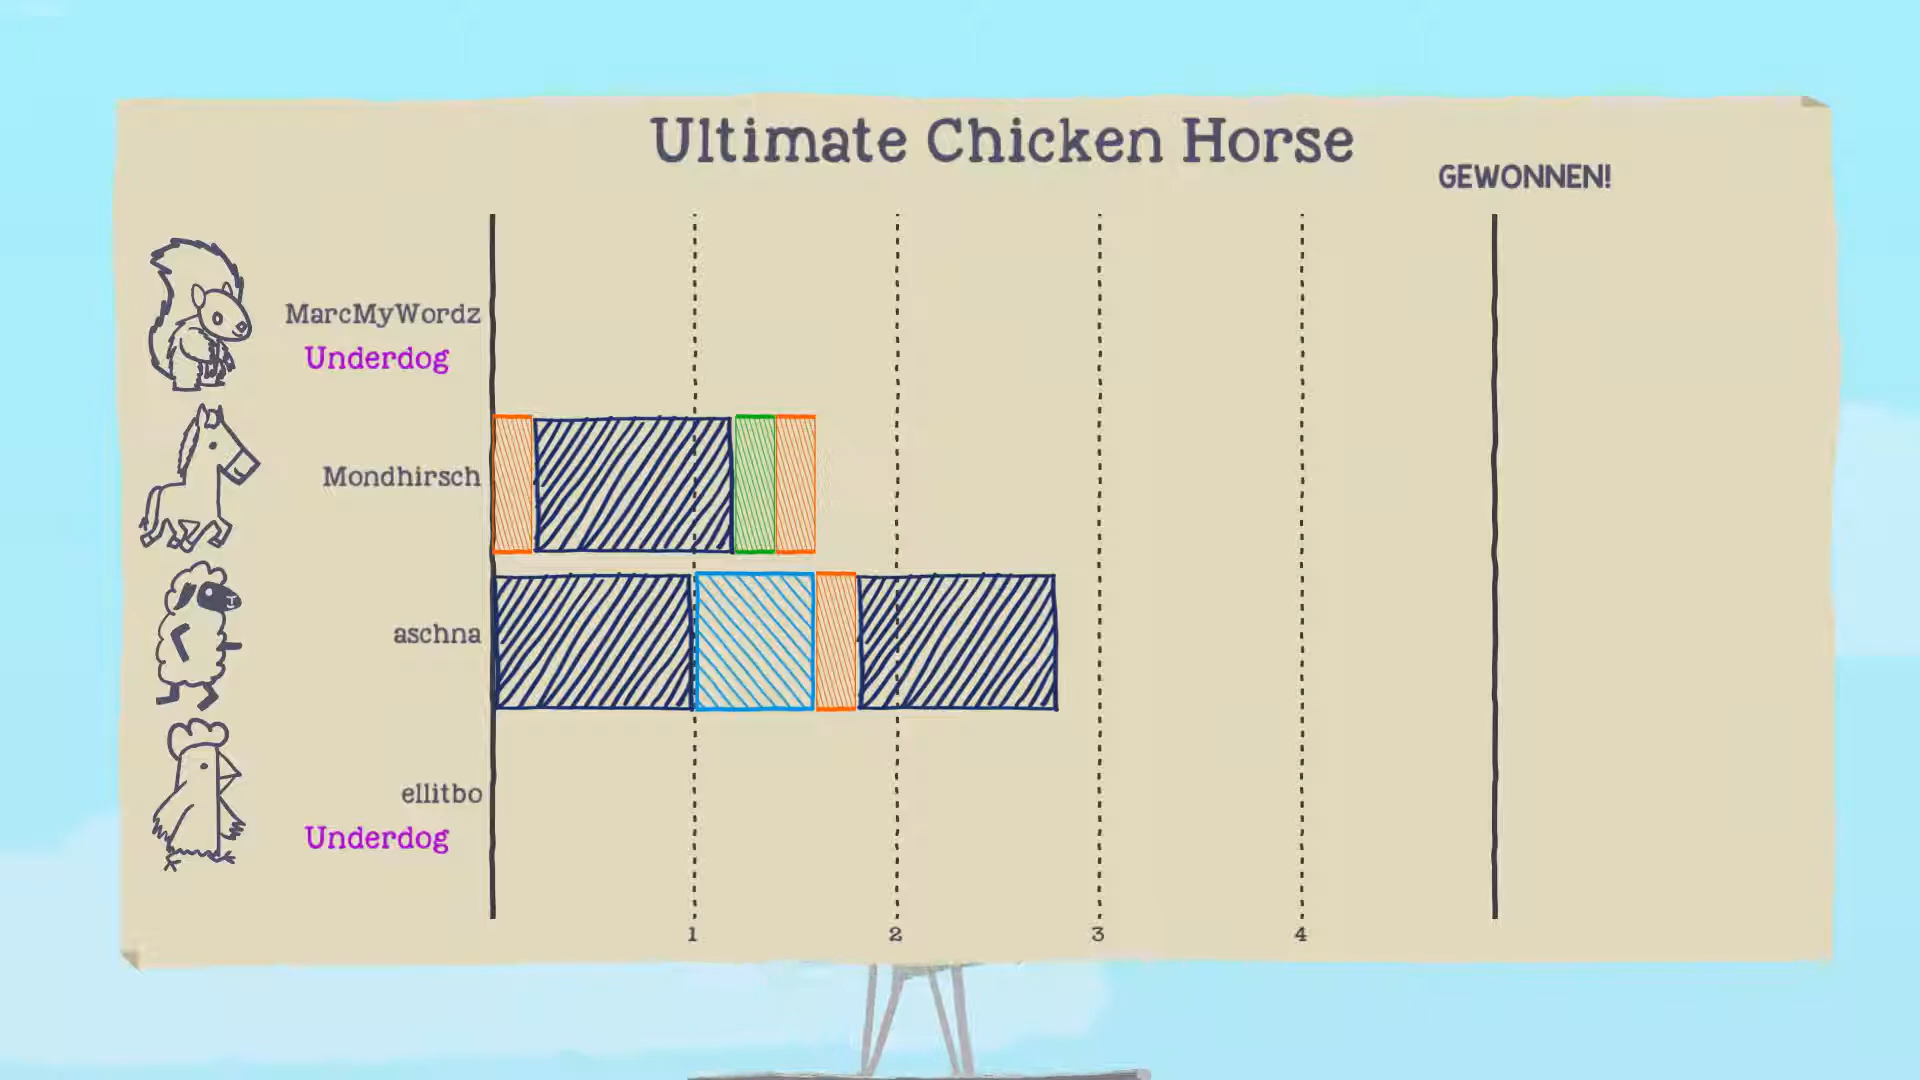 Ultimate Chicken Horse
GEWONNEN!
MarcMyWordz
Underdog
Mondhirsch
aschna
ellitbo
Underdog
1 2 3 4